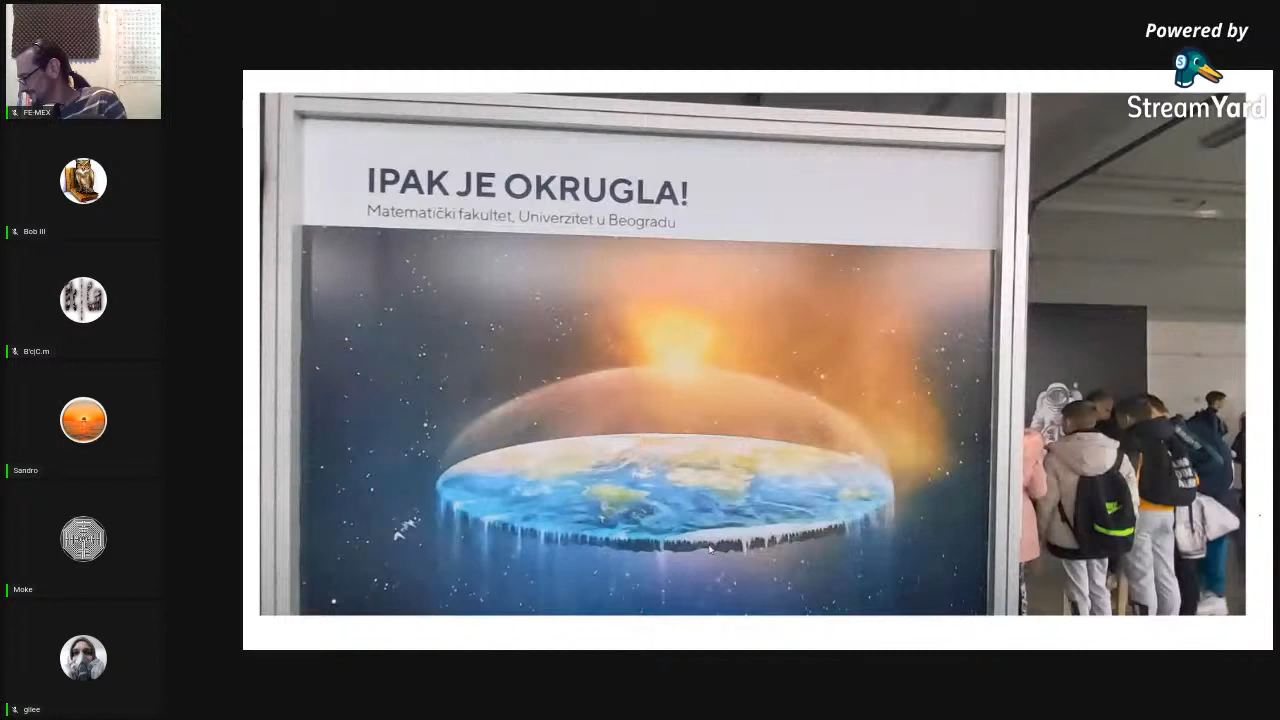 Powered by
StreamYard
IPAK JE OKRUGLA!
Matematički fakultet, Univerzitet u Beogradu
FE-MEX
Bob III
B'c|C.m
Sandro
Moke
gilee